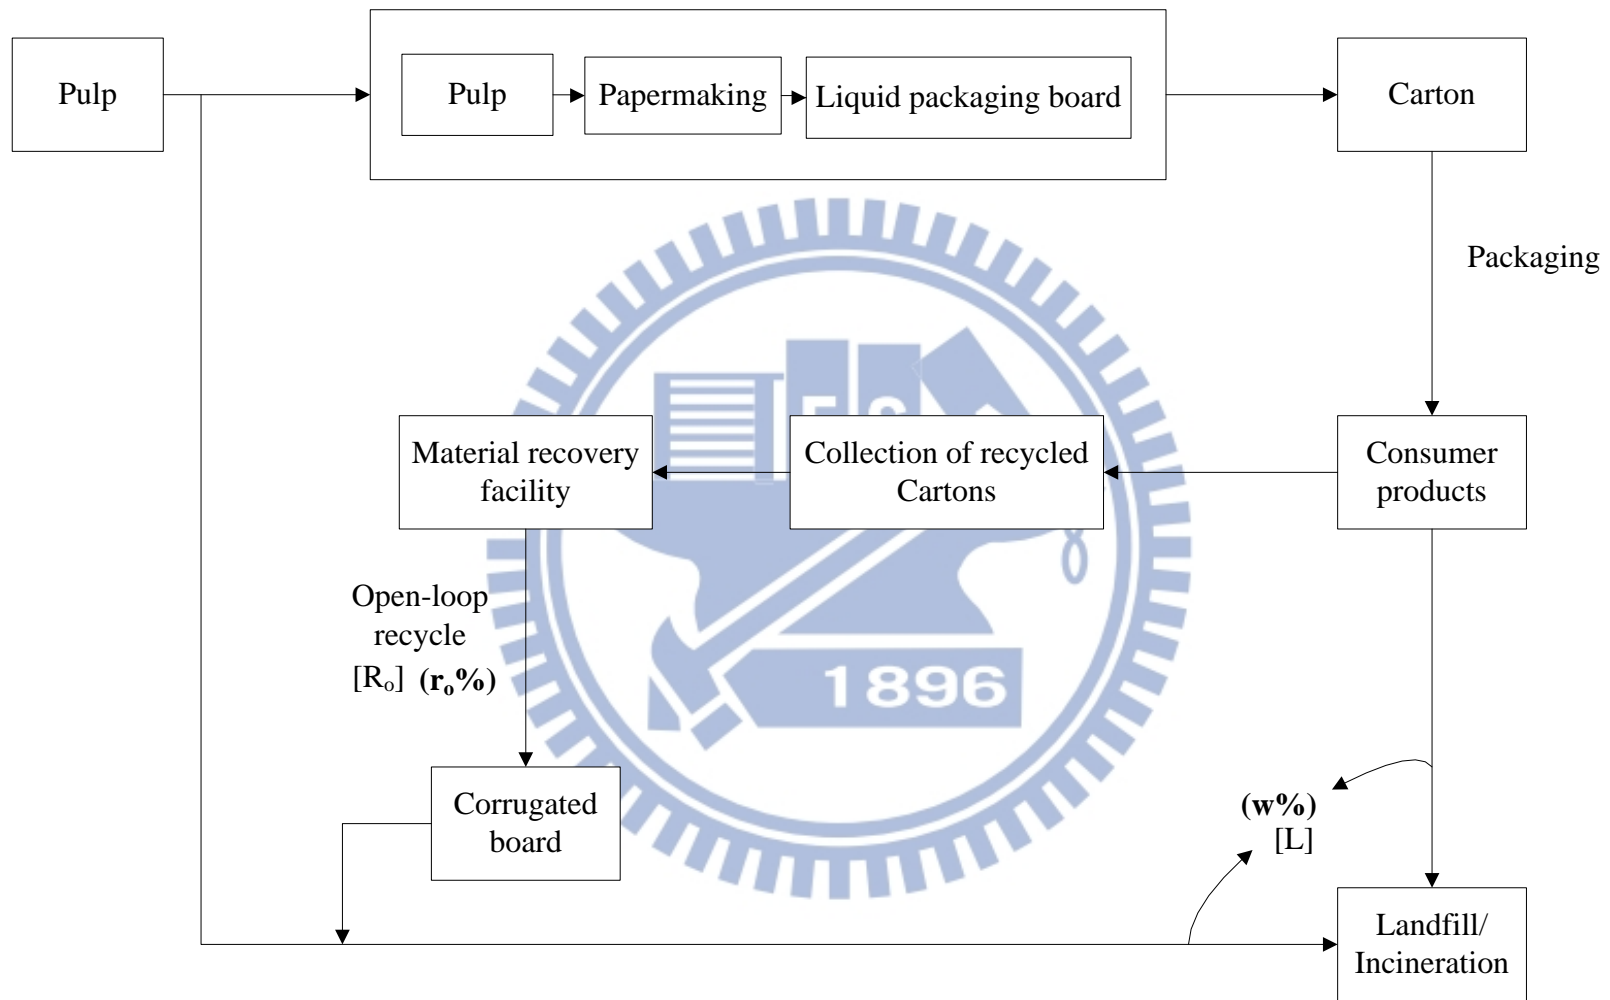 Pulp
Pulp
Papermaking
Liquid packaging board
Carton
Packaging
Material recovery
facility
Collection of recycled
Cartons
Consumer
products
Open-loop
recycle
[Rₒ] (rₒ%)
1896
Corrugated
board
(w%)
[L]
Landfill/
Incineration